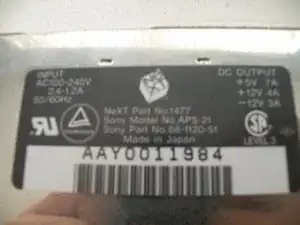 INPUT
AC100-240V
2.4-1.2A
50/60Hz
DC OUTPUT
+5V 7A
+12V 4A
-12V 3A
NeXT Part No.1477
Sony Model No.APS-21
Sony Part No.68-1120-51
Made in Japan
LEVEL 3
AAY0011984